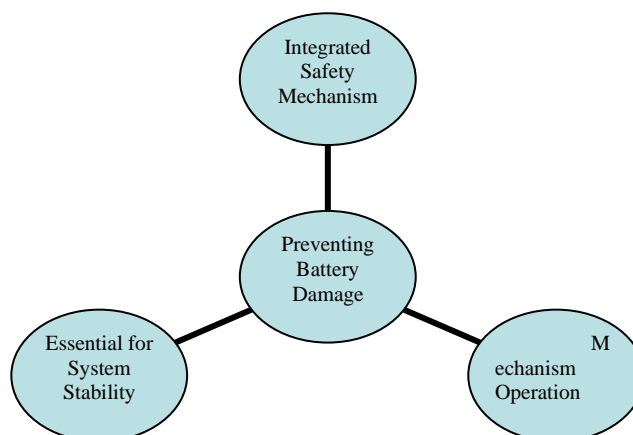 Integrated
Safety
Mechanism
Preventing
Battery
Damage
Essential for
System
Stability
M
echanism
Operation